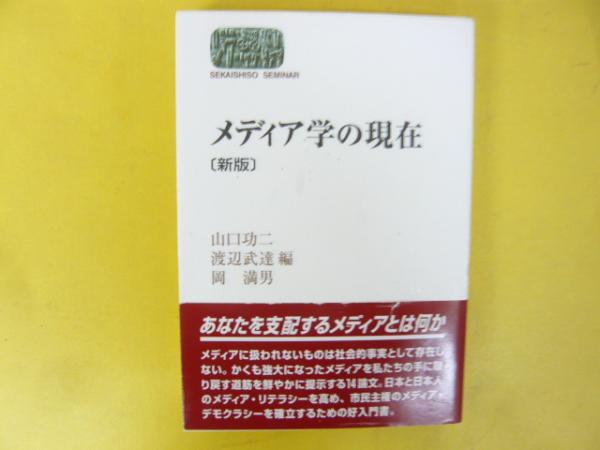 SEKAISHISO SEMINAR
メディア学の現在
〔新版〕
山口功二
渡辺武達 編
岡 満男
あなたを支配するメディアとは何か
メディアに扱われないものは社会的事実として存在し
ない。かくも強大になったメディアを私たちの手に取
り戻す道筋を鮮やかに提示する14論文。日本と日本人
のメディア・リテラシーを高め、市民主権のメディア・
デモクラシーを確立するための好入門書。